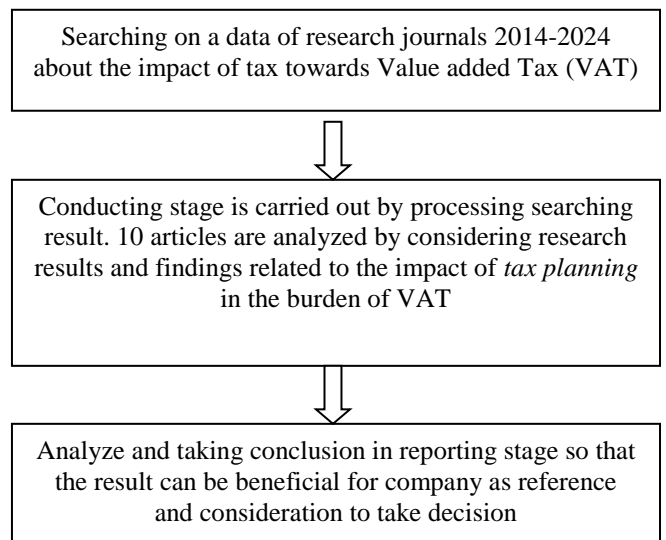 Searching on a data of research journals 2014-2024
about the impact of tax towards Value added Tax (VAT)
Conducting stage is carried out by processing searching
result. 10 articles are analyzed by considering research
results and findings related to the impact of tax planning
in the burden of VAT
Analyze and taking conclusion in reporting stage so that
the result can be beneficial for company as reference
and consideration to take decision